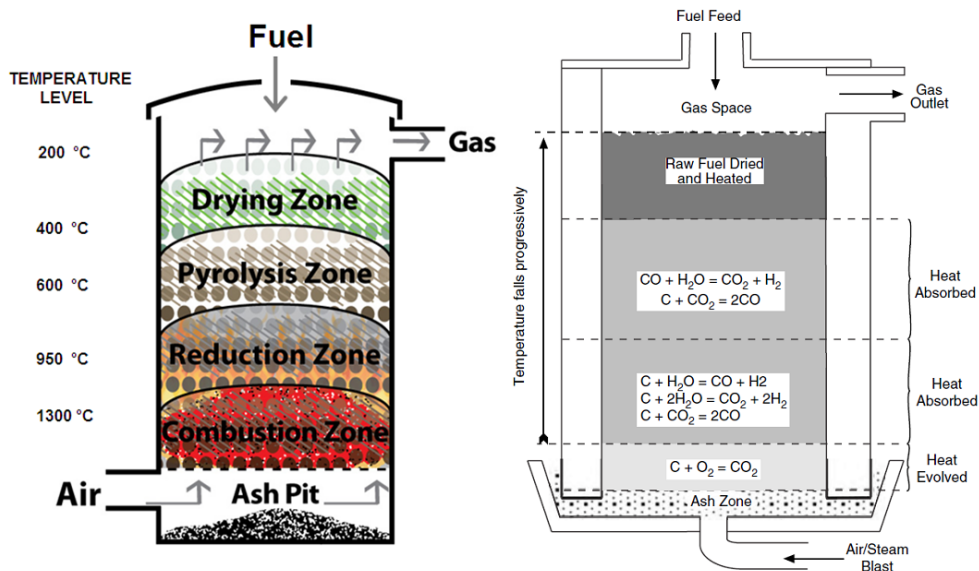 Fuel
TEMPERATURE
LEVEL
200 °C
Gas
Drying Zone
400 °C
Pyrolysis Zone
600 °C
Reduction Zone
950 °C
1300 °C
Combustion Zone
Air
Ash Pit
Fuel Feed
Gas Space
Gas
Outlet
Temperature falls progressively
Raw Fuel Dried
and Heated
CO + H₂O = CO₂ + H₂
C + CO₂ = 2CO
Heat
Absorbed
C + H₂O = CO + H2
C + 2H₂O = CO₂ + 2H₂
C + CO₂ = 2CO
Heat
Absorbed
C + O₂ = CO₂
Heat
Evolved
Ash Zone
Air/Steam
Blast